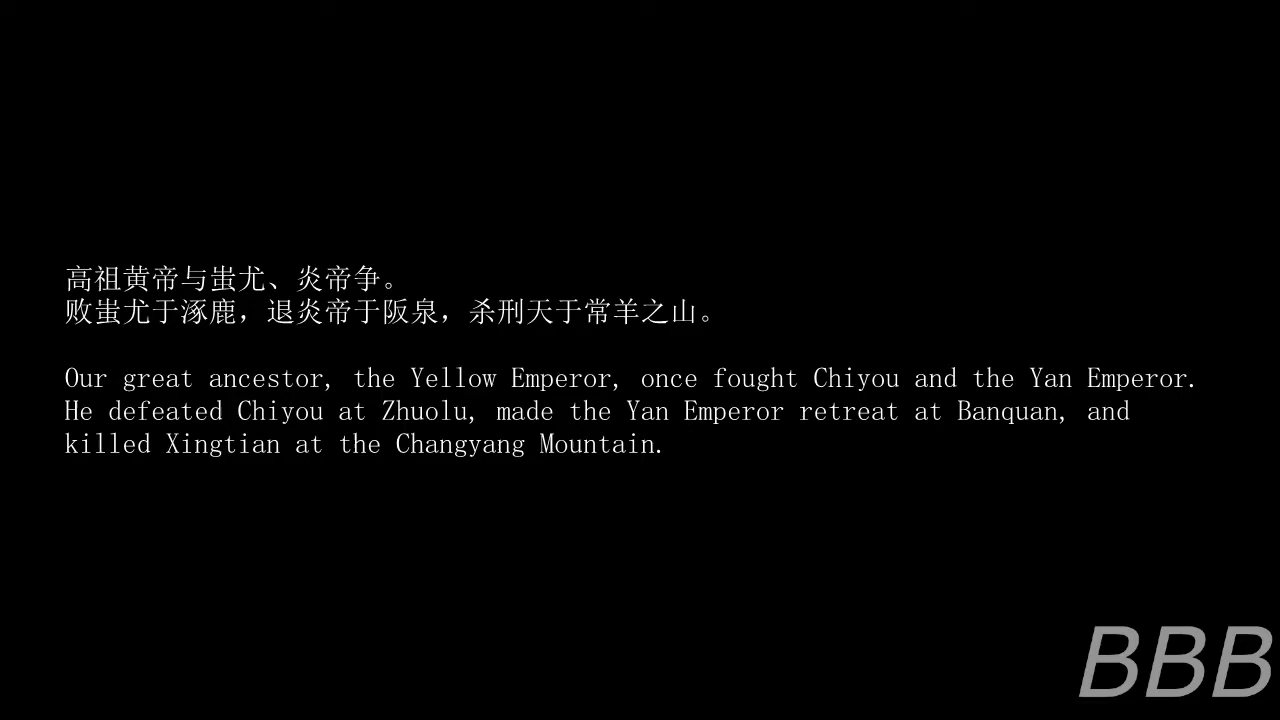 高祖黄帝与蚩尤、炎帝争。
败蚩尤于涿鹿，退炎帝于阪泉，杀刑天于常羊之山。
Our great ancestor, the Yellow Emperor, once fought Chiyou and the Yan Emperor.
He defeated Chiyou at Zhuolu, made the Yan Emperor retreat at Banquan, and
killed Xingtian at the Changyang Mountain.
BBB